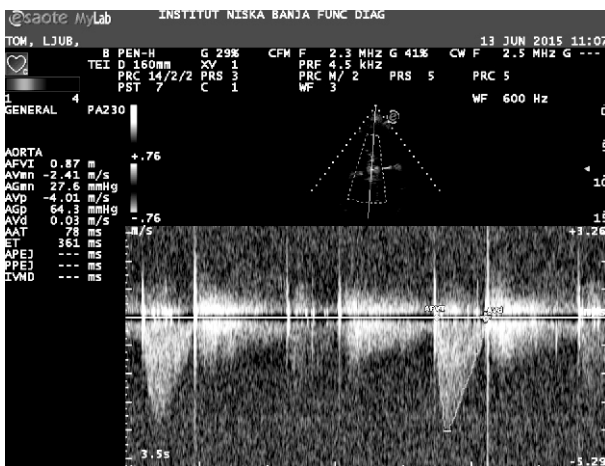 esaote MyLab INSTITUT NISKA BANJA FUNC DIAG
TOM, LJUB, 13 JUN 2015 11:07
B PEN-H G 29% CFM F 2.3 MHz G 41% CW F 2.5 MHz G ---
TEI D 160mm XV 1 PRF 4.5 kHz
PRC 14/2/2 PRS 3 PRC M/ 2 PRS 5 PRC 5
PST 7 C 1 WF 3
1 4 WF 600 Hz
GENERAL PA230
AORTA
+.76
AFVI 0.87 m
AVmn -2.41 m/s
AGmn 27.6 mmHg
AVp -4.01 m/s
AGp 64.3 mmHg
AVd 0.03 m/s
-.76
AAT 78 ms
m/s
+3.26
ET 361 ms
APEJ --- ms
PPEJ --- ms
IVMD --- ms
5
10
15
AVd
3.5s
-5.29